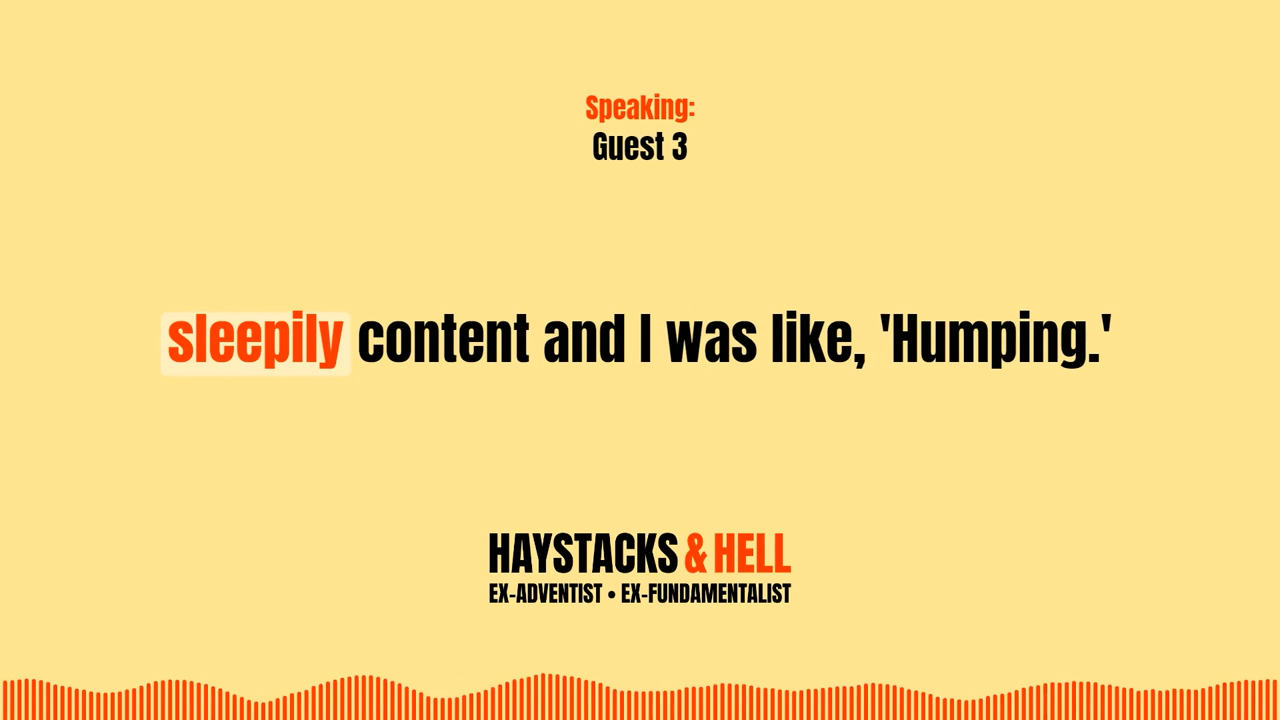 Speaking:
Guest 3
sleepily content and I was like, 'Humping.'
HAYSTACKS & HELL
EX-ADVENTIST • EX-FUNDAMENTALIST